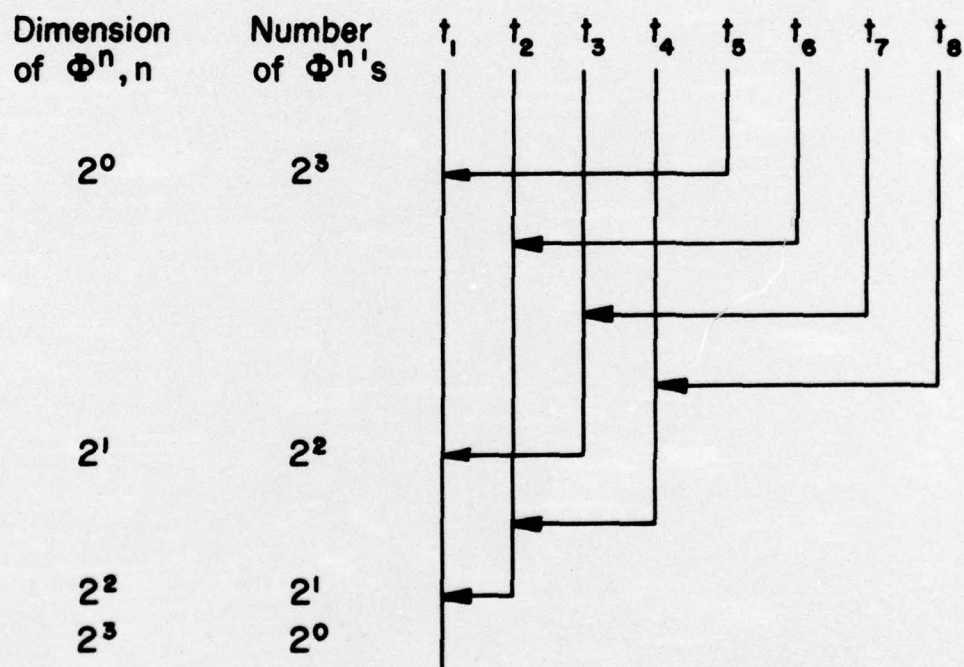 Dimension of Φⁿ, n
Number of Φⁿ's
t₁ t₂ t₃ t₄ t₅ t₆ t₇ t₈
2⁰ 2³
2¹ 2²
2² 2¹
2³ 2⁰